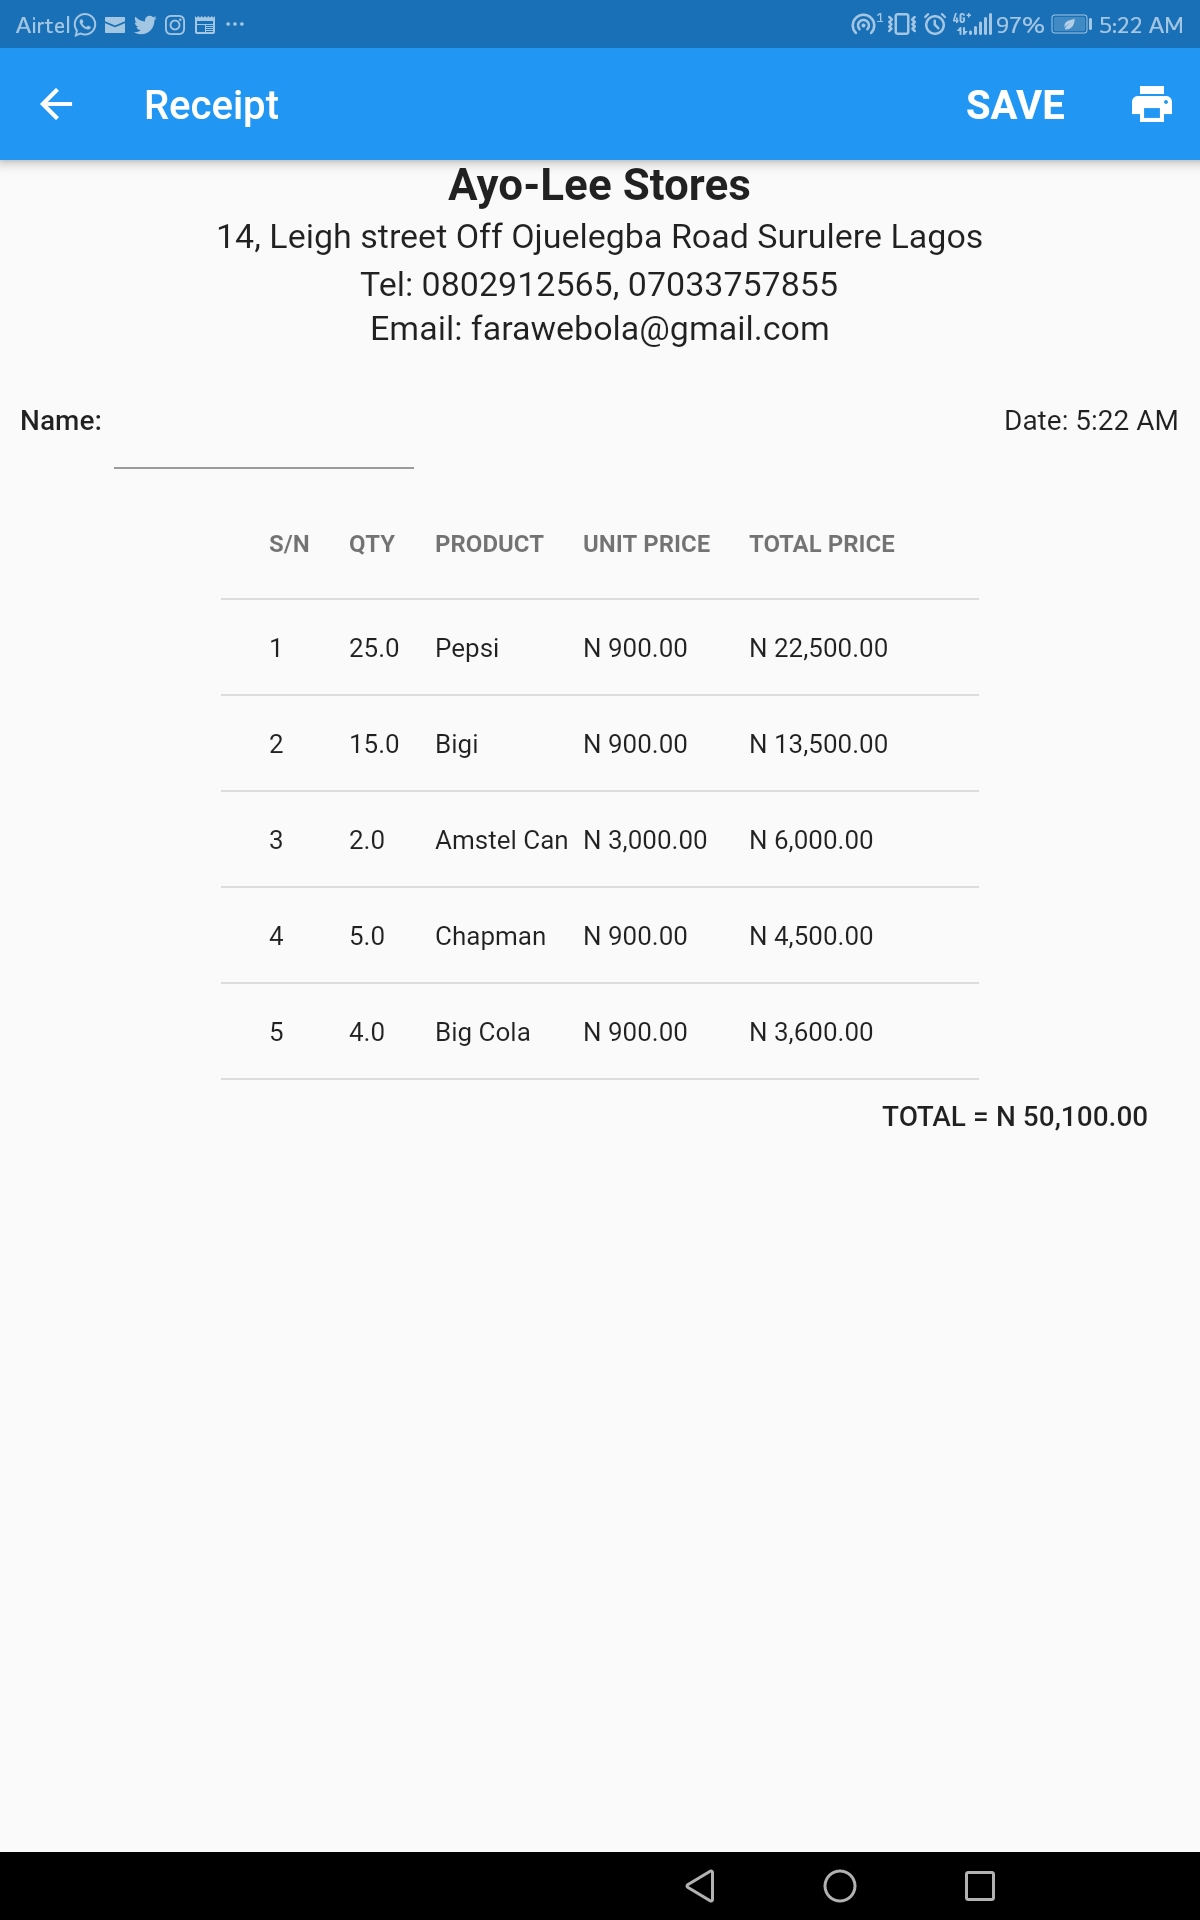 Airtel 97% 5:22 AM
Receipt SAVE
Ayo-Lee Stores
14, Leigh street Off Ojuelegba Road Surulere Lagos
Tel: 0802912565, 07033757855
Email: farawebola@gmail.com
Name: Date: 5:22 AM
S/N QTY PRODUCT UNIT PRICE TOTAL PRICE
1 25.0 Pepsi N 900.00 N 22,500.00
2 15.0 Bigi N 900.00 N 13,500.00
3 2.0 Amstel Can N 3,000.00 N 6,000.00
4 5.0 Chapman N 900.00 N 4,500.00
5 4.0 Big Cola N 900.00 N 3,600.00
TOTAL = N 50,100.00